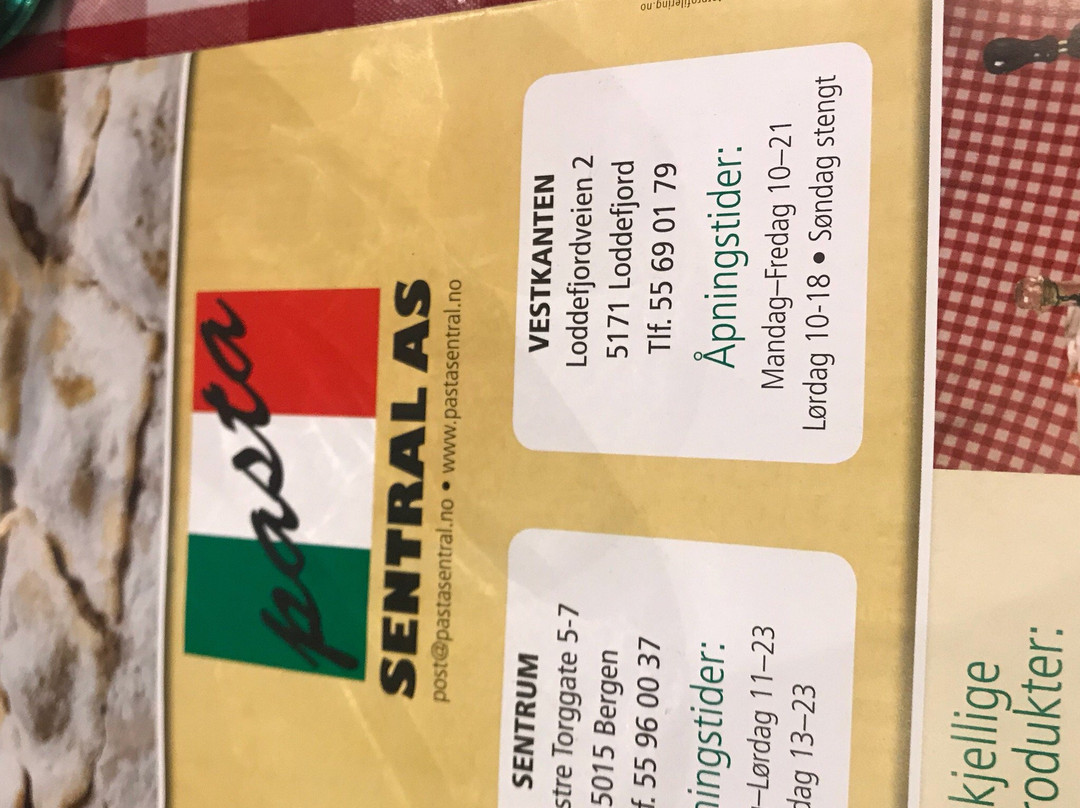 pasta
SENTRAL AS
post@pastasentral.no • www.pastasentral.no
SENTRUM
stre Torggate 5-7
5015 Bergen
f. 55 96 00 37
ningstider:
–Lørdag 11–23
dag 13–23
VESTKANTEN
Loddefjordveien 2
5171 Loddefjord
Tlf. 55 69 01 79
Åpningstider:
Mandag–Fredag 10–21
Lørdag 10-18 • Søndag stengt
kjellige
odukter: